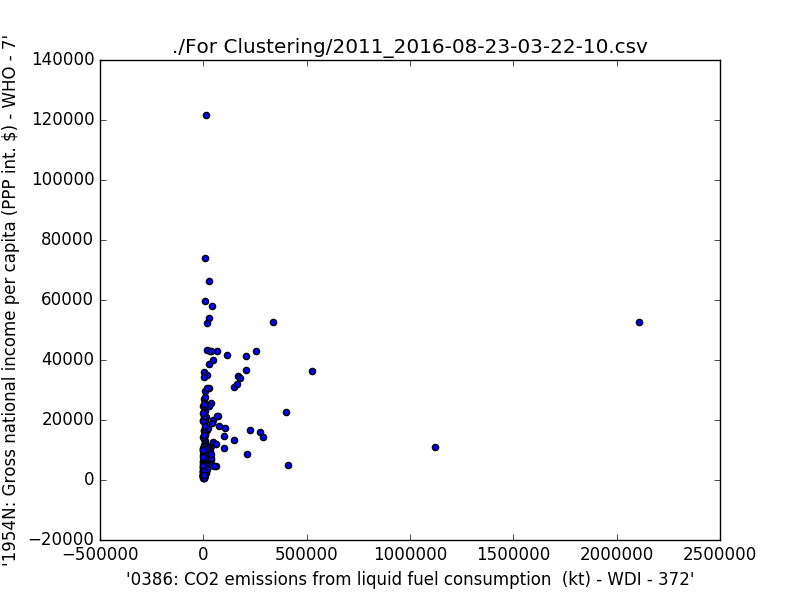 ./For Clustering/2011_2016-08-23-03-22-10.csv
'1954N: Gross national income per capita (PPP int. $) - WHO - 7'
140000
120000
100000
80000
60000
40000
20000
0
−20000
−500000 0 500000 1000000 1500000 2000000 2500000
'0386: CO2 emissions from liquid fuel consumption  (kt) - WDI - 372'